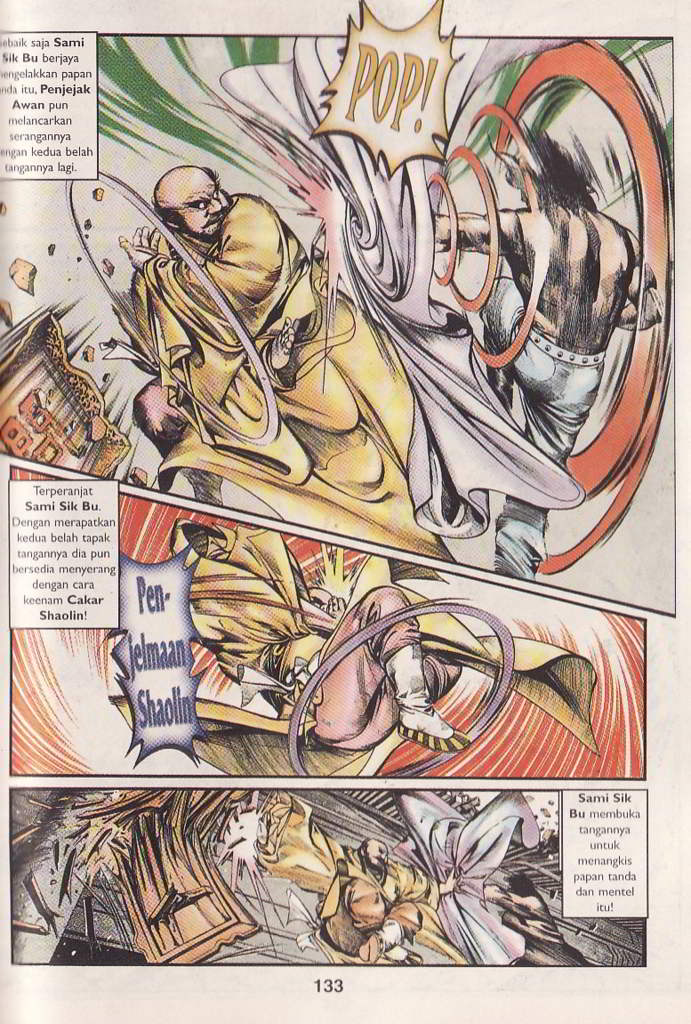 ebaik saja Sami
Sik Bu berjaya
engelakkan papan
nda itu, Penjejak
Awan pun
melancarkan
serangannya
engan kedua belah
tangannya lagi.
POP!
Terperanjat
Sami Sik Bu.
Dengan merapatkan
kedua belah tapak
tangannya dia pun
bersedia menyerang
dengan cara
keenam Cakar
Shaolin!
Pen-
jelmaan
Shaolin
Sami Sik
Bu membuka
tangannya
untuk
menangkis
papan tanda
dan mentel
itu!
133